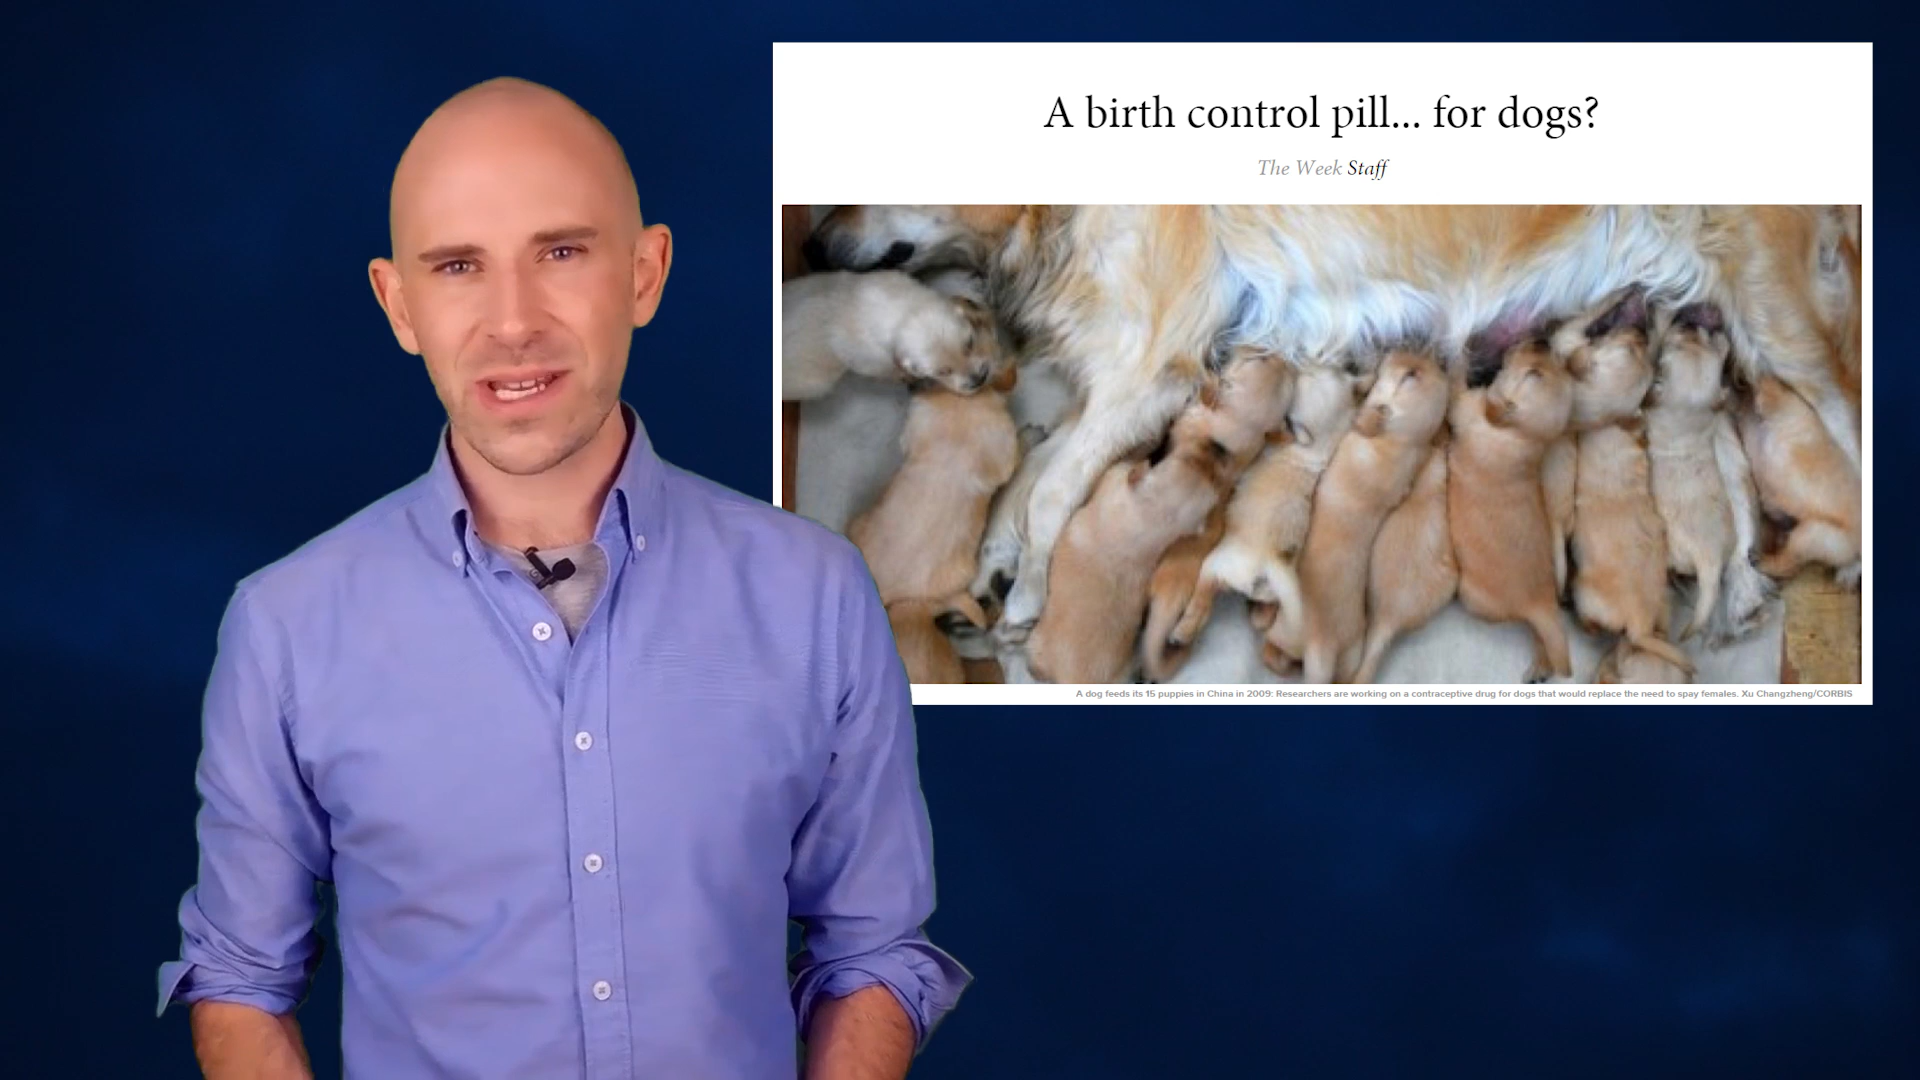 A birth control pill... for dogs?
The Week Staff
A dog feeds its 15 puppies in China in 2009: Researchers are working on a contraceptive drug for dogs that would replace the need to spay females. Xu Changzheng/CORBIS